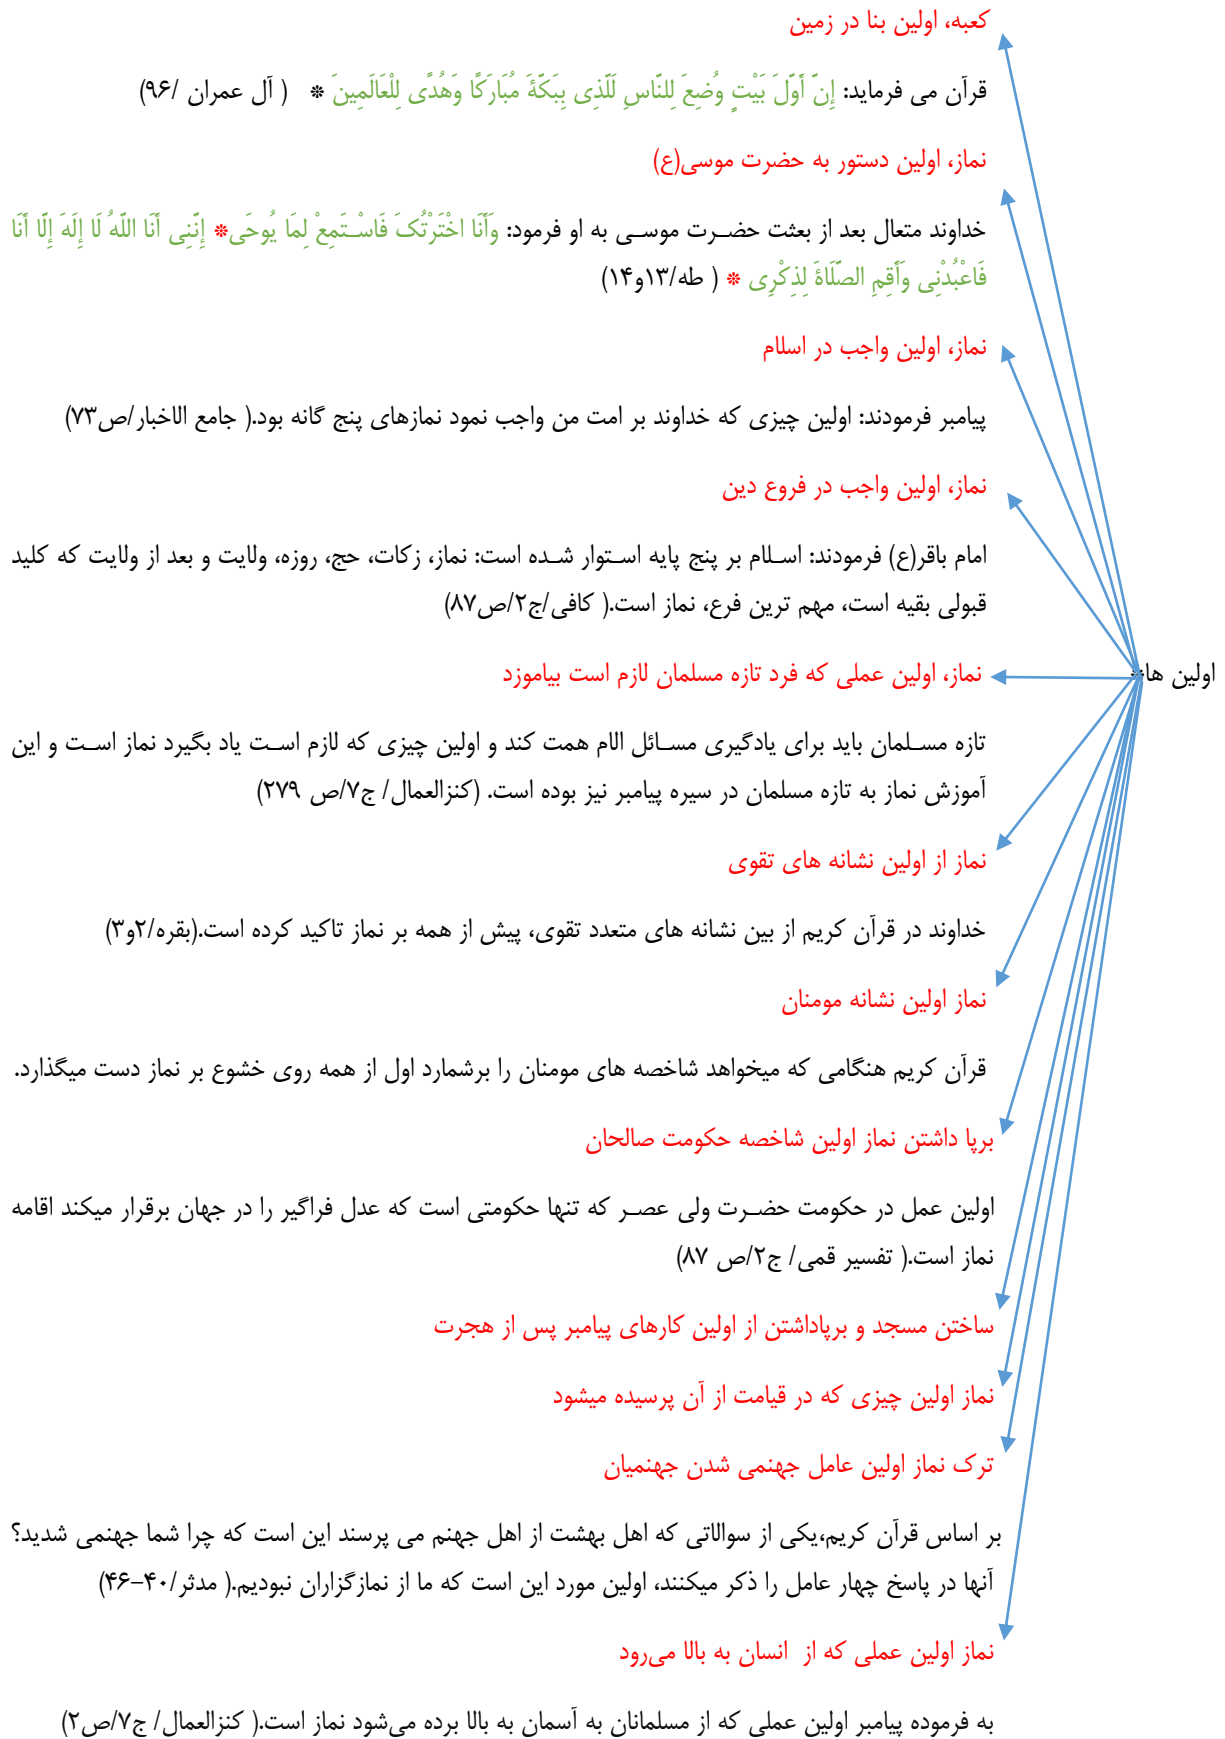 کعبه، اولین بنا در زمین
قرآن می فرماید: إِنَّ أَوَّلَ بَیْتٍ وُضِعَ لِلنَّاسِ لَلَّذِی بِبَکَّةَ مُبَارَکًا وَهُدًى لِلْعَالَمِینَ * ( آل عمران /۹۶)
نماز، اولین دستور به حضرت موسی(ع)
خداوند متعال بعد از بعثت حضرت موسی به او فرمود: وَأَنَا اخْتَرْتُکَ فَاسْتَمِعْ لِمَا یُوحَى* إِنَّنِی أَنَا اللَّهُ لَا إِلَهَ إِلَّا أَنَا
فَاعْبُدْنِی وَأَقِمِ الصَّلَاةَ لِذِکْرِی * ( طه/۱۳و۱۴)
نماز، اولین واجب در اسلام
پیامبر فرمودند: اولین چیزی که خداوند بر امت من واجب نمود نمازهای پنج گانه بود.( جامع الاخبار/ص۷۳)
نماز، اولین واجب در فروع دین
امام باقر(ع) فرمودند: اسلام بر پنج پایه استوار شده است: نماز، زکات، حج، روزه، ولایت و بعد از ولایت که کلید
قبولی بقیه است، مهم ترین فرع، نماز است.( کافی/ج۲/ص۸۷)
اولین ها*
نماز، اولین عملی که فرد تازه مسلمان لازم است بیاموزد
تازه مسلمان باید برای یادگیری مسائل الام همت کند و اولین چیزی که لازم است یاد بگیرد نماز است و این
آموزش نماز به تازه مسلمان در سیره پیامبر نیز بوده است. (کنزالعمال/ ج۷/ص ۲۷۹)
نماز از اولین نشانه های تقوی
خداوند در قرآن کریم از بین نشانه های متعدد تقوی، پیش از همه بر نماز تاکید کرده است.(بقره/۲و۳)
نماز اولین نشانه مومنان
قرآن کریم هنگامی که میخواهد شاخصه های مومنان را برشمارد اول از همه روی خشوع بر نماز دست میگذارد.
برپا داشتن نماز اولین شاخصه حکومت صالحان
اولین عمل در حکومت حضرت ولی عصر که تنها حکومتی است که عدل فراگیر را در جهان برقرار میکند اقامه
نماز است.( تفسیر قمی/ ج۲/ص ۸۷)
ساختن مسجد و برپاداشتن از اولین کارهای پیامبر پس از هجرت
نماز اولین چیزی که در قیامت از آن پرسیده میشود
ترک نماز اولین عامل جهنمی شدن جهنمیان
بر اساس قرآن کریم،یکی از سوالاتی که اهل بهشت از اهل جهنم می پرسند این است که چرا شما جهنمی شدید؟
آنها در پاسخ چهار عامل را ذکر میکنند، اولین مورد این است که ما از نمازگزاران نبودیم.( مدثر/۴۰-۴۶)
نماز اولین عملی که از انسان به بالا می‌رود
به فرموده پیامبر اولین عملی که از مسلمانان به آسمان به بالا برده می‌شود نماز است.( کنزالعمال/ ج۷/ص۲)